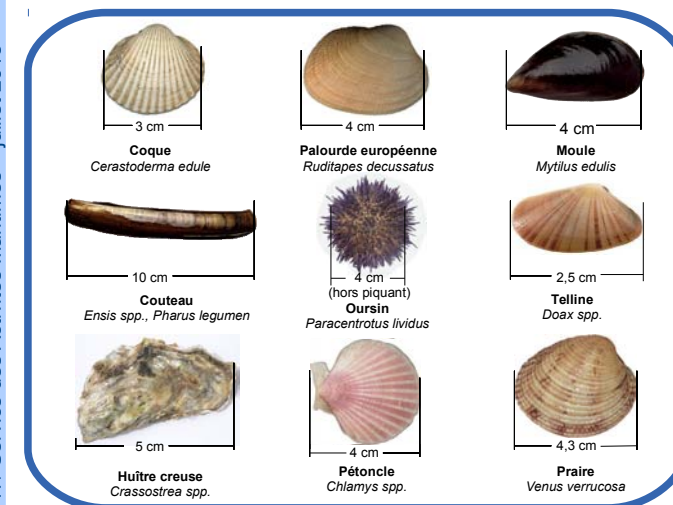 3 cm
Coque
Cerastoderma edule
4 cm
Palourde européenne
Ruditapes decussatus
4 cm
Moule
Mytilus edulis
10 cm
Couteau
Ensis spp., Pharus legumen
4 cm
(hors piquant)
Oursin
Paracentrotus lividus
2,5 cm
Telline
Doax spp.
5 cm
Huître creuse
Crassostrea spp.
4 cm
Pétoncle
Chlamys spp.
4,3 cm
Praire
Venus verrucosa